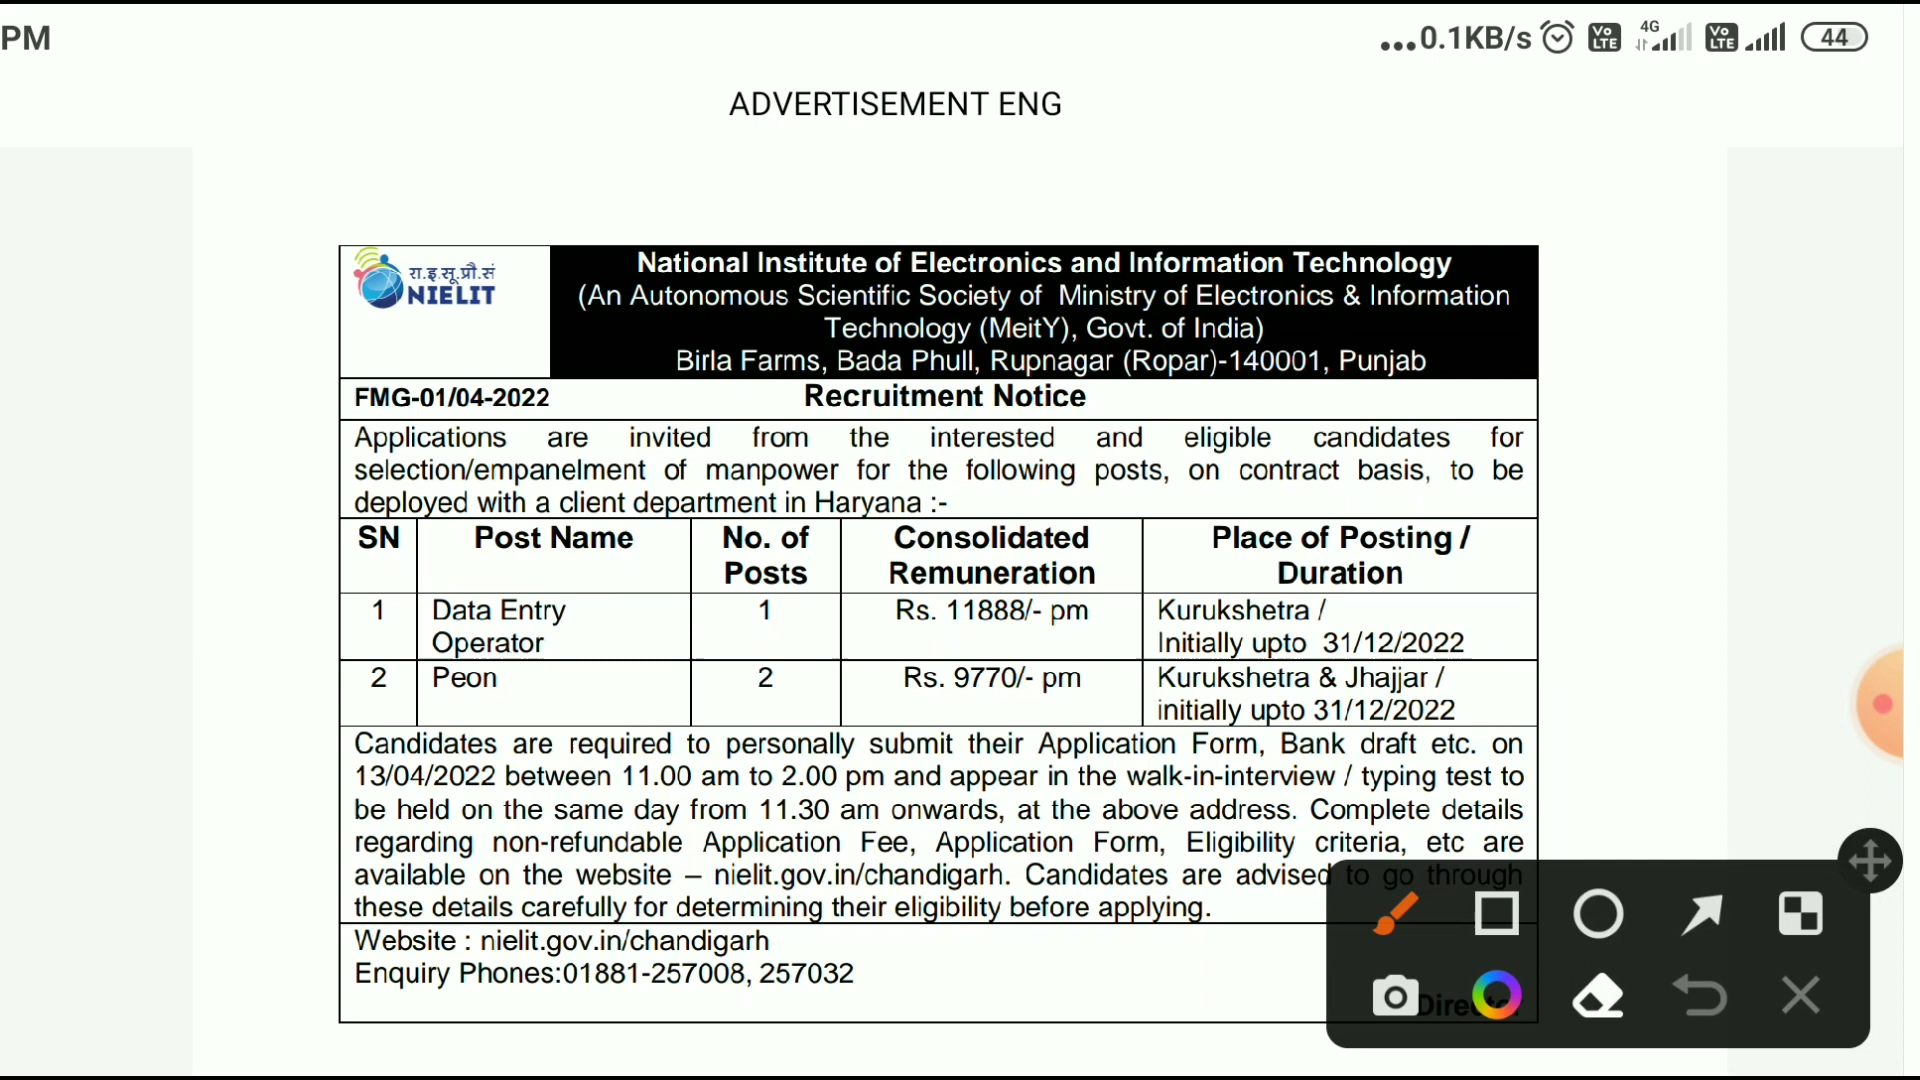 PM
...0.1KB/s Vo LTE 4G Vo LTE 44
ADVERTISEMENT ENG
रा.इ.सू.प्रौ.सं
NIELIT
National Institute of Electronics and Information Technology
(An Autonomous Scientific Society of Ministry of Electronics & Information
Technology (MeitY), Govt. of India)
Birla Farms, Bada Phull, Rupnagar (Ropar)-140001, Punjab
FMG-01/04-2022 Recruitment Notice
Applications are invited from the interested and eligible candidates for
selection/empanelment of manpower for the following posts, on contract basis, to be
deployed with a client department in Haryana :-
SN Post Name No. of Posts Consolidated Remuneration Place of Posting / Duration
1 Data Entry Operator 1 Rs. 11888/- pm Kurukshetra / Initially upto 31/12/2022
2 Peon 2 Rs. 9770/- pm Kurukshetra & Jhajjar / initially upto 31/12/2022
Candidates are required to personally submit their Application Form, Bank draft etc. on
13/04/2022 between 11.00 am to 2.00 pm and appear in the walk-in-interview / typing test to
be held on the same day from 11.30 am onwards, at the above address. Complete details
regarding non-refundable Application Fee, Application Form, Eligibility criteria, etc are
available on the website – nielit.gov.in/chandigarh. Candidates are advised to go through
these details carefully for determining their eligibility before applying.
Website : nielit.gov.in/chandigarh
Enquiry Phones:01881-257008, 257032